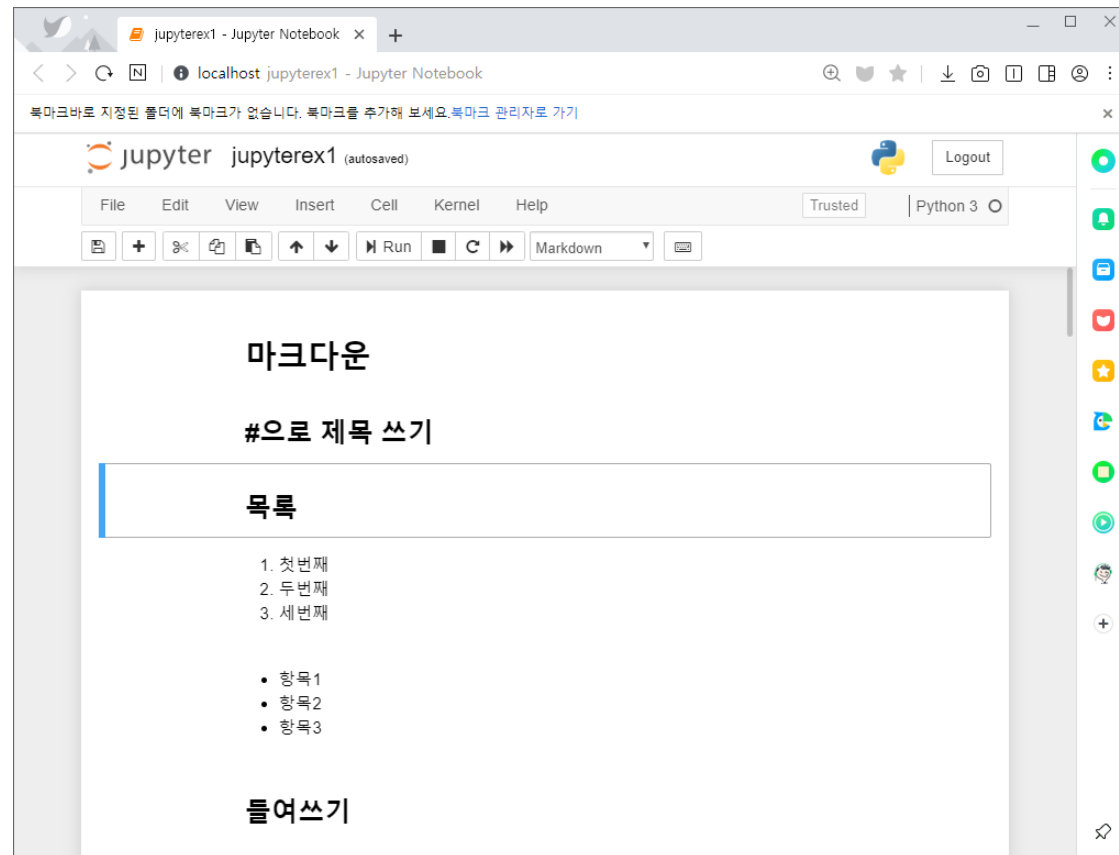 jupyterex1 - Jupyter Notebook
localhost jupyterex1 - Jupyter Notebook
북마크바로 지정된 폴더에 북마크가 없습니다. 북마크를 추가해 보세요.북마크 관리자로 가기
jupyter jupyterex1 (autosaved) Logout
File Edit View Insert Cell Kernel Help Trusted Python 3
Run Markdown
마크다운
#으로 제목 쓰기
목록
1. 첫번째
2. 두번째
3. 세번째
• 항목1
• 항목2
• 항목3
들여쓰기